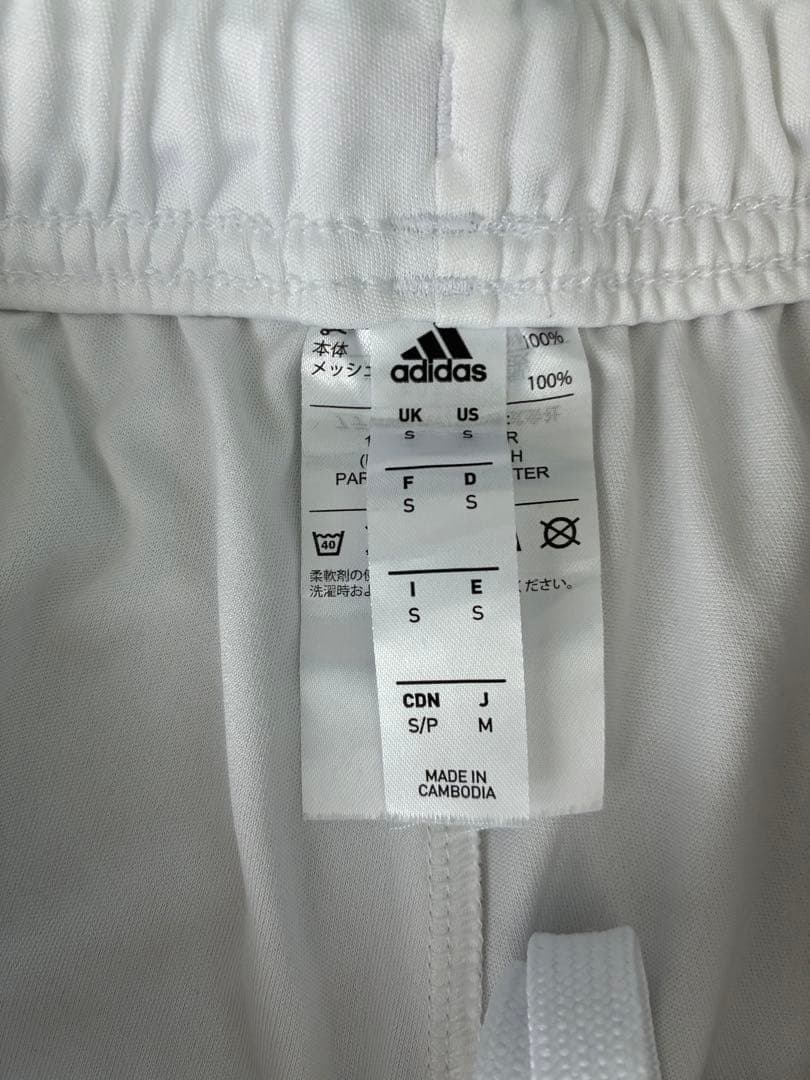 adidas
UK US
S S
F D
S S
I E
S S
CDN J
S/P M
MADE IN
CAMBODIA
本体 100%
メッシュ 100%
R
H
PAR TER
40
柔軟剤の
洗濯時およ ください。